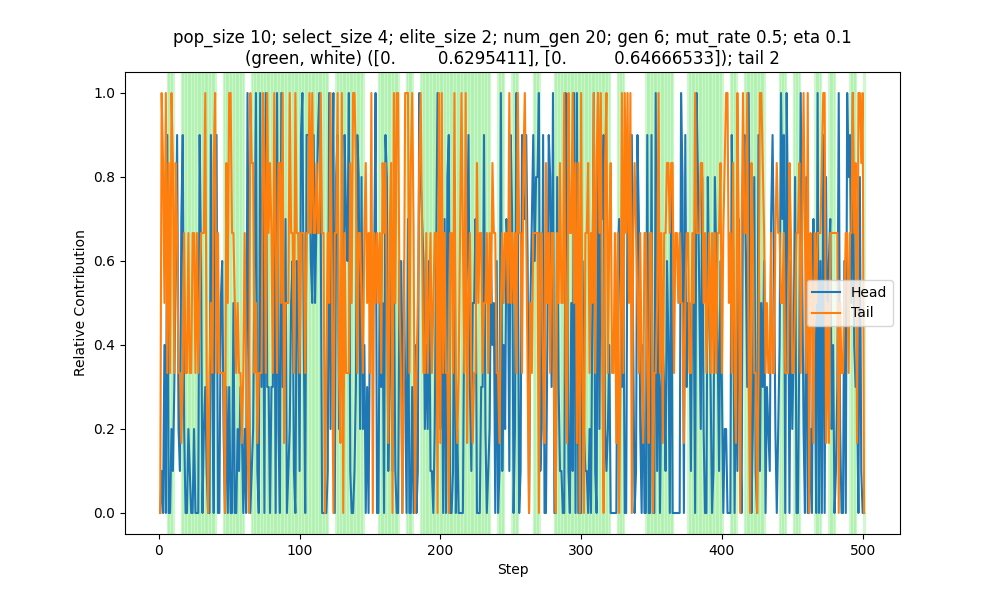 pop_size 10; select_size 4; elite_size 2; num_gen 20; gen 6; mut_rate 0.5; eta 0.1
(green, white) ([0. 0.6295411], [0. 0.64666533]); tail 2
1.0
0.8
0.6
0.4
0.2
0.0
Relative Contribution
Head
Tail
0 100 200 300 400 500
Step